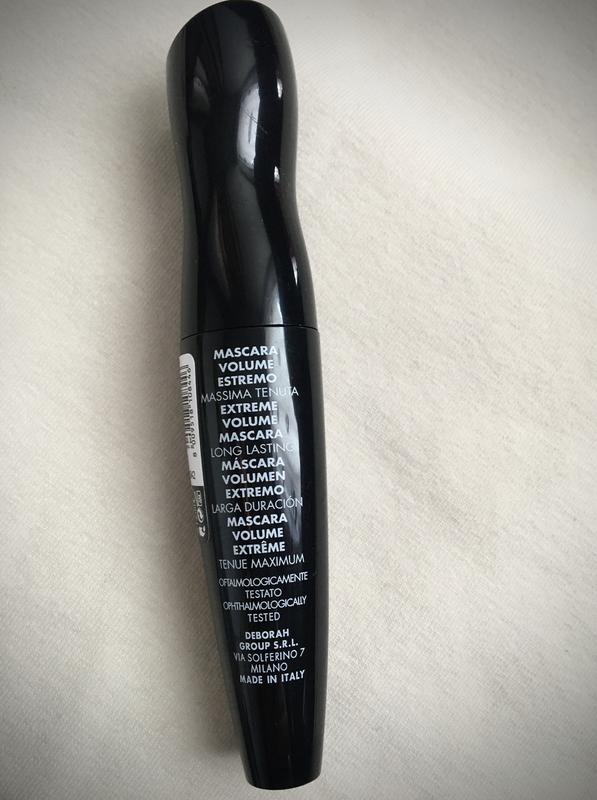 MASCARA
VOLUME
ESTREMO
MASSIMA TENUTA
EXTREME
VOLUME
MASCARA
LONG LASTING
MÁSCARA
VOLUMEN
EXTREMO
LARGA DURACIÓN
MASCARA
VOLUME
EXTRÊME
TENUE MAXIMUM
OFTALMOLOGICAMENTE
TESTATO
OPHTHALMOLOGICALLY
TESTED
DEBORAH
GROUP S.R.L.
VIA SOLFERINO 7
MILANO
MADE IN ITALY